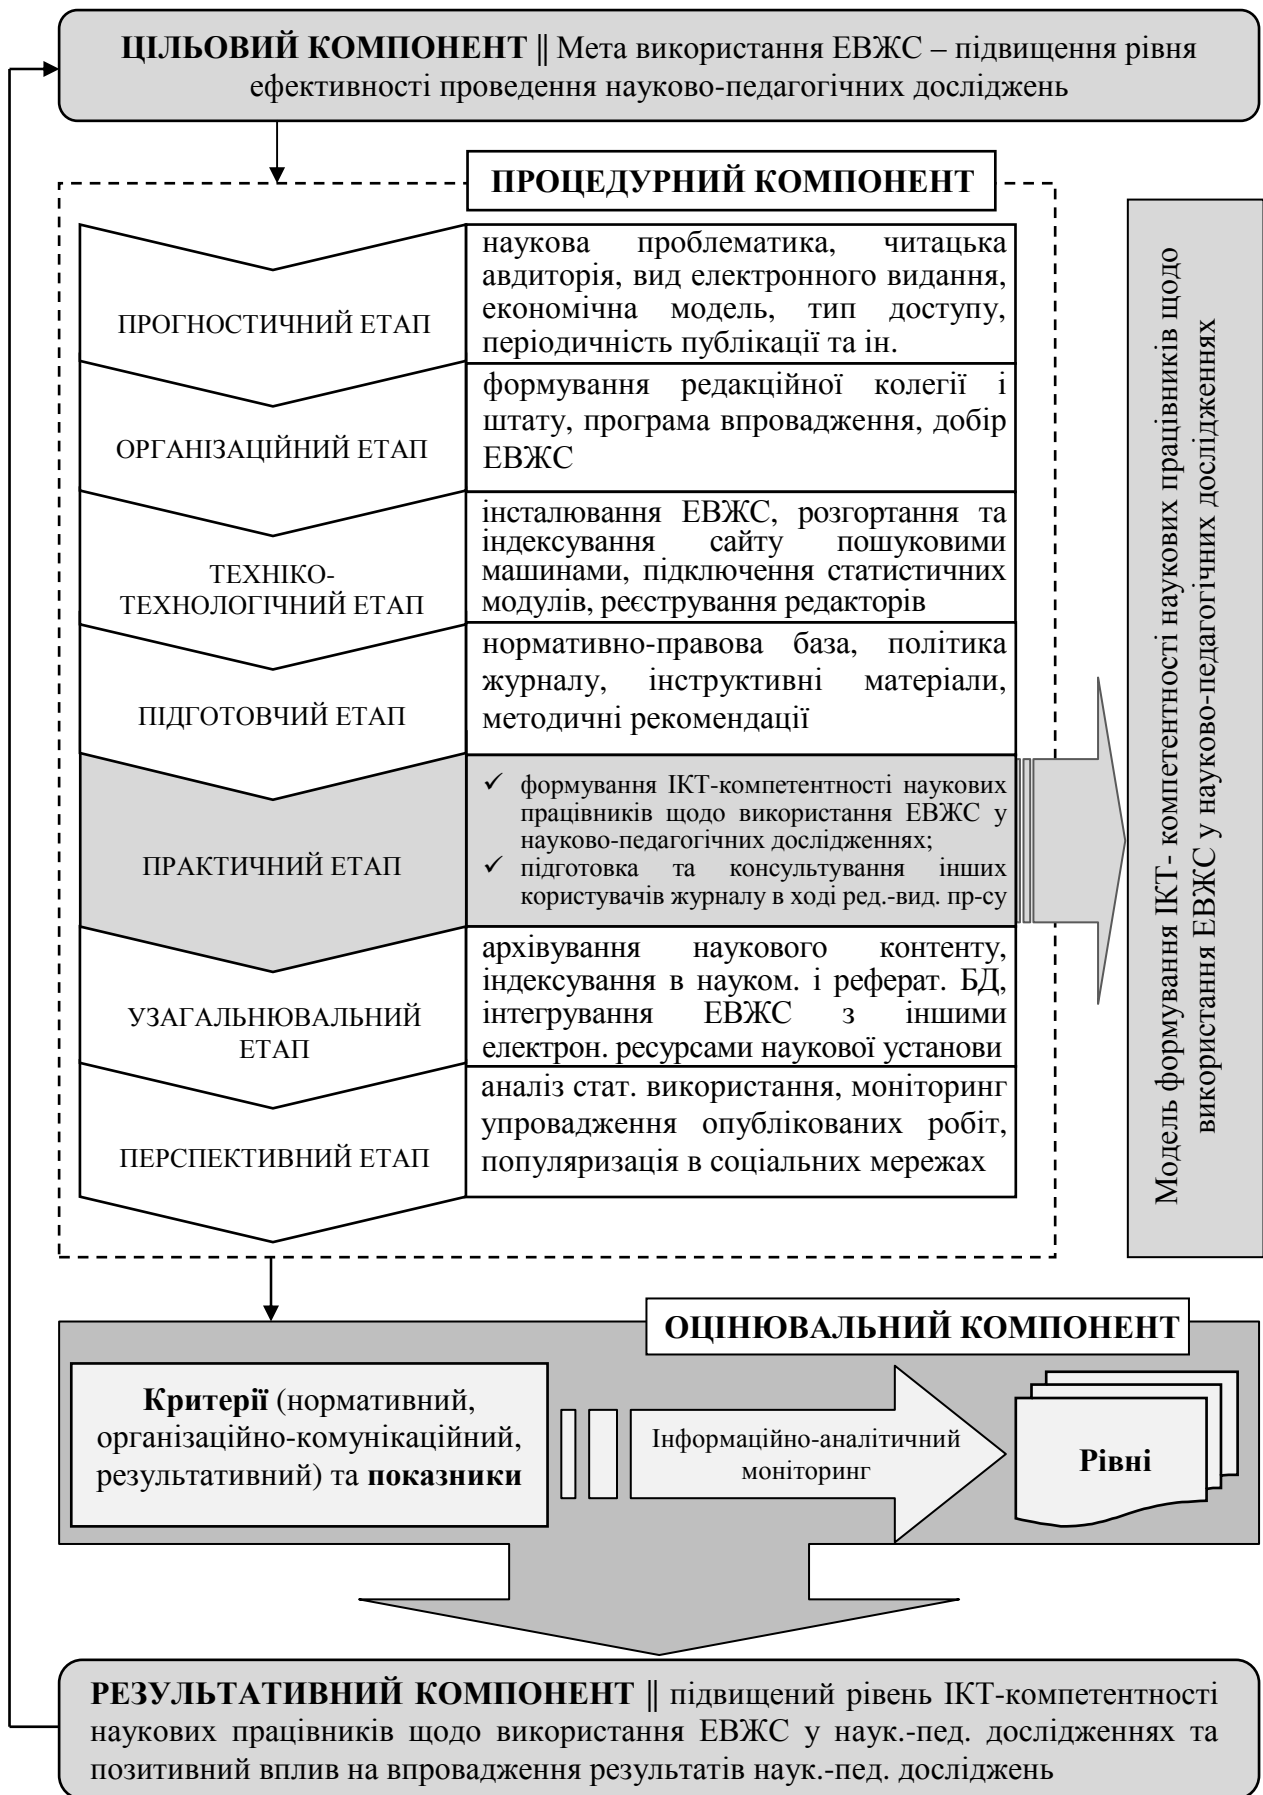 ЦІЛЬОВИЙ КОМПОНЕНТ || Мета використання ЕВЖС – підвищення рівня
ефективності проведення науково-педагогічних досліджень
ПРОЦЕДУРНИЙ КОМПОНЕНТ
ПРОГНОСТИЧНИЙ ЕТАП
наукова проблематика, читацька
авдиторія, вид електронного видання,
економічна модель, тип доступу,
періодичність публікації та ін.
ОРГАНІЗАЦІЙНИЙ ЕТАП
формування редакційної колегії і
штату, програма впровадження, добір
ЕВЖС
ТЕХНІКО-
ТЕХНОЛОГІЧНИЙ ЕТАП
інсталювання ЕВЖС, розгортання та
індексування сайту пошуковими
машинами, підключення статистичних
модулів, реєстрування редакторів
ПІДГОТОВЧИЙ ЕТАП
нормативно-правова база, політика
журналу, інструктивні матеріали,
методичні рекомендації
ПРАКТИЧНИЙ ЕТАП
✓ формування ІКТ-компетентності наукових
працівників щодо використання ЕВЖС у
науково-педагогічних дослідженнях;
✓ підготовка та консультування інших
користувачів журналу в ході ред.-вид. пр-су
УЗАГАЛЬНЮВАЛЬНИЙ
ЕТАП
архівування наукового контенту,
індексування в науком. і реферат. БД,
інтегрування ЕВЖС з іншими
електрон. ресурсами наукової установи
ПЕРСПЕКТИВНИЙ ЕТАП
аналіз стат. використання, моніторинг
упровадження опублікованих робіт,
популяризація в соціальних мережах
Модель формування ІКТ- компетентності наукових працівників щодо
використання ЕВЖС у науково-педагогічних дослідженнях
ОЦІНЮВАЛЬНИЙ КОМПОНЕНТ
Критерії (нормативний,
організаційно-комунікаційний,
результативний) та показники
Інформаційно-аналітичний
моніторинг
Рівні
РЕЗУЛЬТАТИВНИЙ КОМПОНЕНТ || підвищений рівень ІКТ-компетентності
наукових працівників щодо використання ЕВЖС у наук.-пед. дослідженнях та
позитивний вплив на впровадження результатів наук.-пед. досліджень